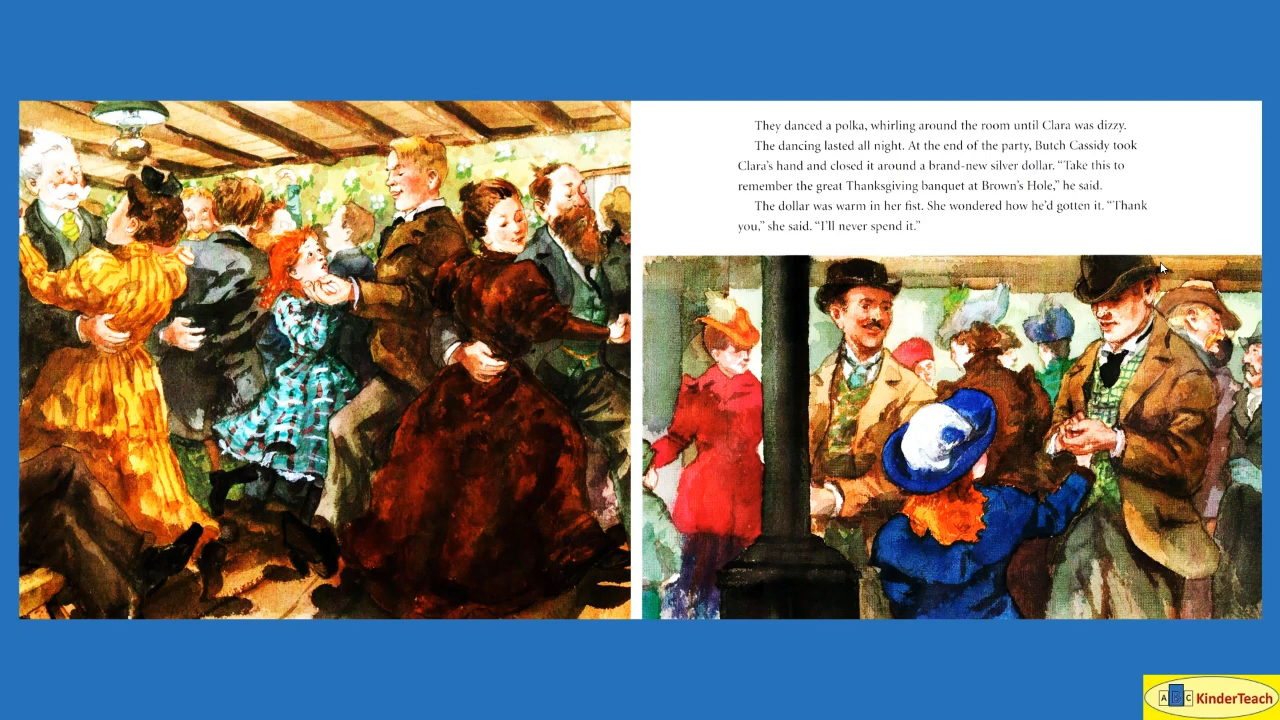 They danced a polka, whirling around the room until Clara was dizzy.
The dancing lasted all night. At the end of the party, Butch Cassidy took
Clara's hand and closed it around a brand-new silver dollar. "Take this to
remember the great Thanksgiving banquet at Brown's Hole," he said.
The dollar was warm in her fist. She wondered how he'd gotten it. "Thank
you," she said. "I'll never spend it."
ABC KinderTeach